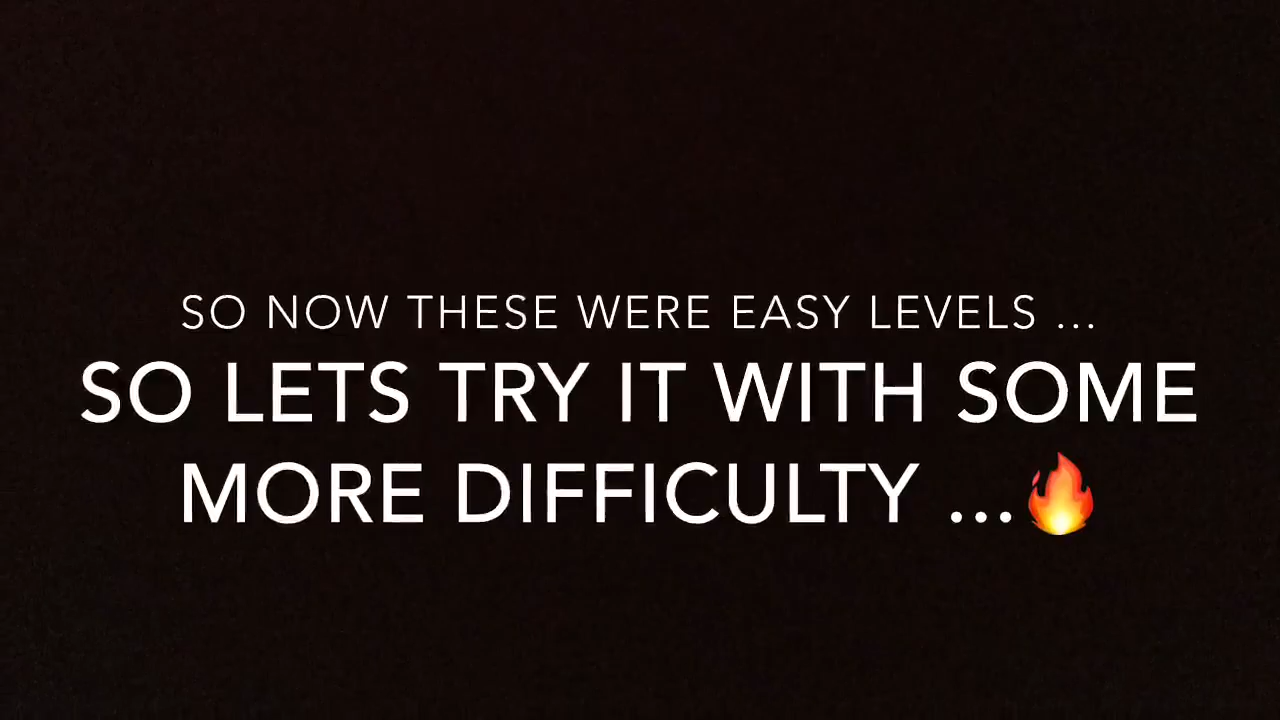 SO NOW THESE WERE EASY LEVELS ...
SO LETS TRY IT WITH SOME
MORE DIFFICULTY ...🔥